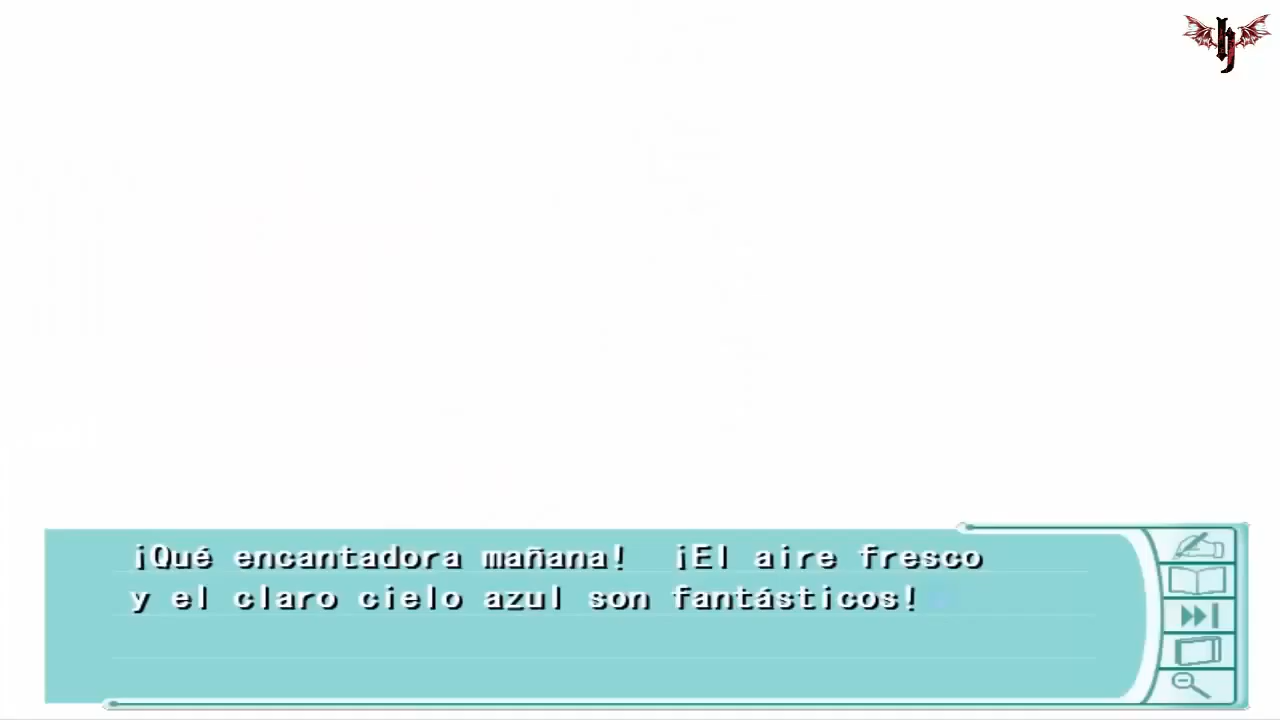 ¡Qué encantadora mañana! ¡El aire fresco
y el claro cielo azul son fantásticos!